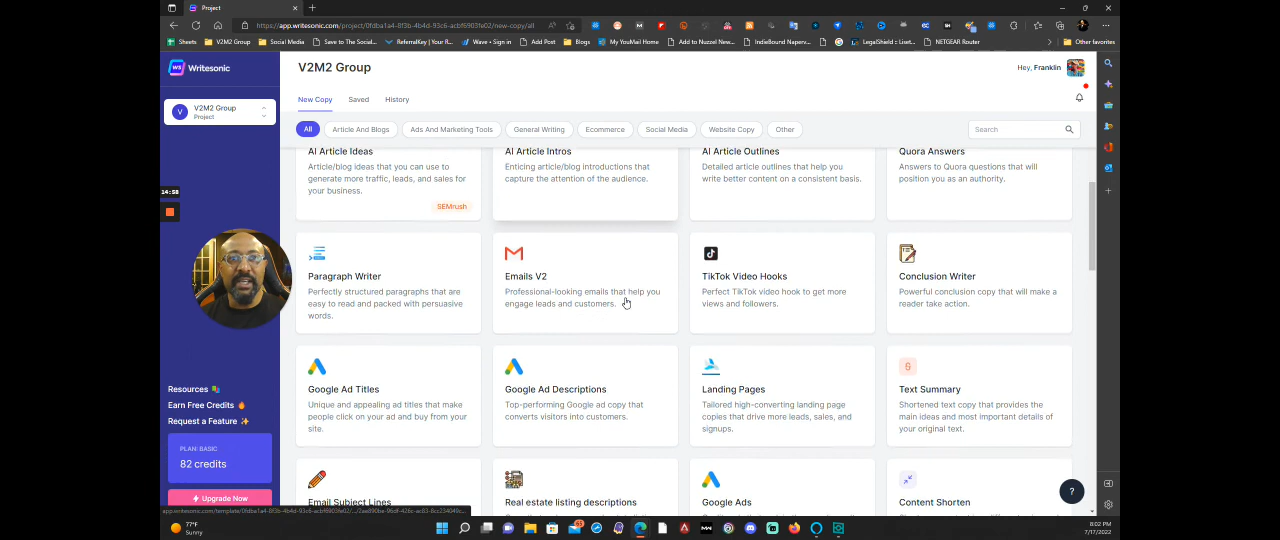 Project
https://app.writesonic.com/project/0fdba1a4-8f3b-4b4d-93c6-acbf6903fe02/new-copy/all
Sheets
V2M2 Group
Social Media
Save to The Social...
ReferralKey | Your R...
Wave • Sign in
Add Post
Blogs
My YouMail Home
Add to Nuzzel New...
IndieBound Napers...
LegalShield :: Liset...
NETGEAR Router
Other favorites
Writesonic
V2M2 Group
Hey, Franklin
V
V2M2 Group
Project
New Copy
Saved
History
All
Article And Blogs
Ads And Marketing Tools
General Writing
Ecommerce
Social Media
Website Copy
Other
Search
AI Article Ideas
Article/blog ideas that you can use to
generate more traffic, leads, and sales for
your business.
SEMrush
AI Article Intros
Enticing article/blog introductions that
capture the attention of the audience.
AI Article Outlines
Detailed article outlines that help you
write better content on a consistent basis.
Quora Answers
Answers to Quora questions that will
position you as an authority.
14:58
Paragraph Writer
Perfectly structured paragraphs that are
easy to read and packed with persuasive
words.
Emails V2
Professional-looking emails that help you
engage leads and customers.
TikTok Video Hooks
Perfect TikTok video hook to get more
views and followers.
Conclusion Writer
Powerful conclusion copy that will make a
reader take action.
Google Ad Titles
Unique and appealing ad titles that make
people click on your ad and buy from your
site.
Google Ad Descriptions
Top-performing Google ad copy that
converts visitors into customers.
Landing Pages
Tailored high-converting landing page
copies that drive more leads, sales, and
signups.
Text Summary
Shortened text copy that provides the
main ideas and most important details of
your original text.
Resources
Earn Free Credits
Request a Feature
PLAN: BASIC
82 credits
Upgrade Now
Email Subject Lines
Real estate listing descriptions
Google Ads
Content Shorten
?
77°F
Sunny
65
8:02 PM
7/17/2022